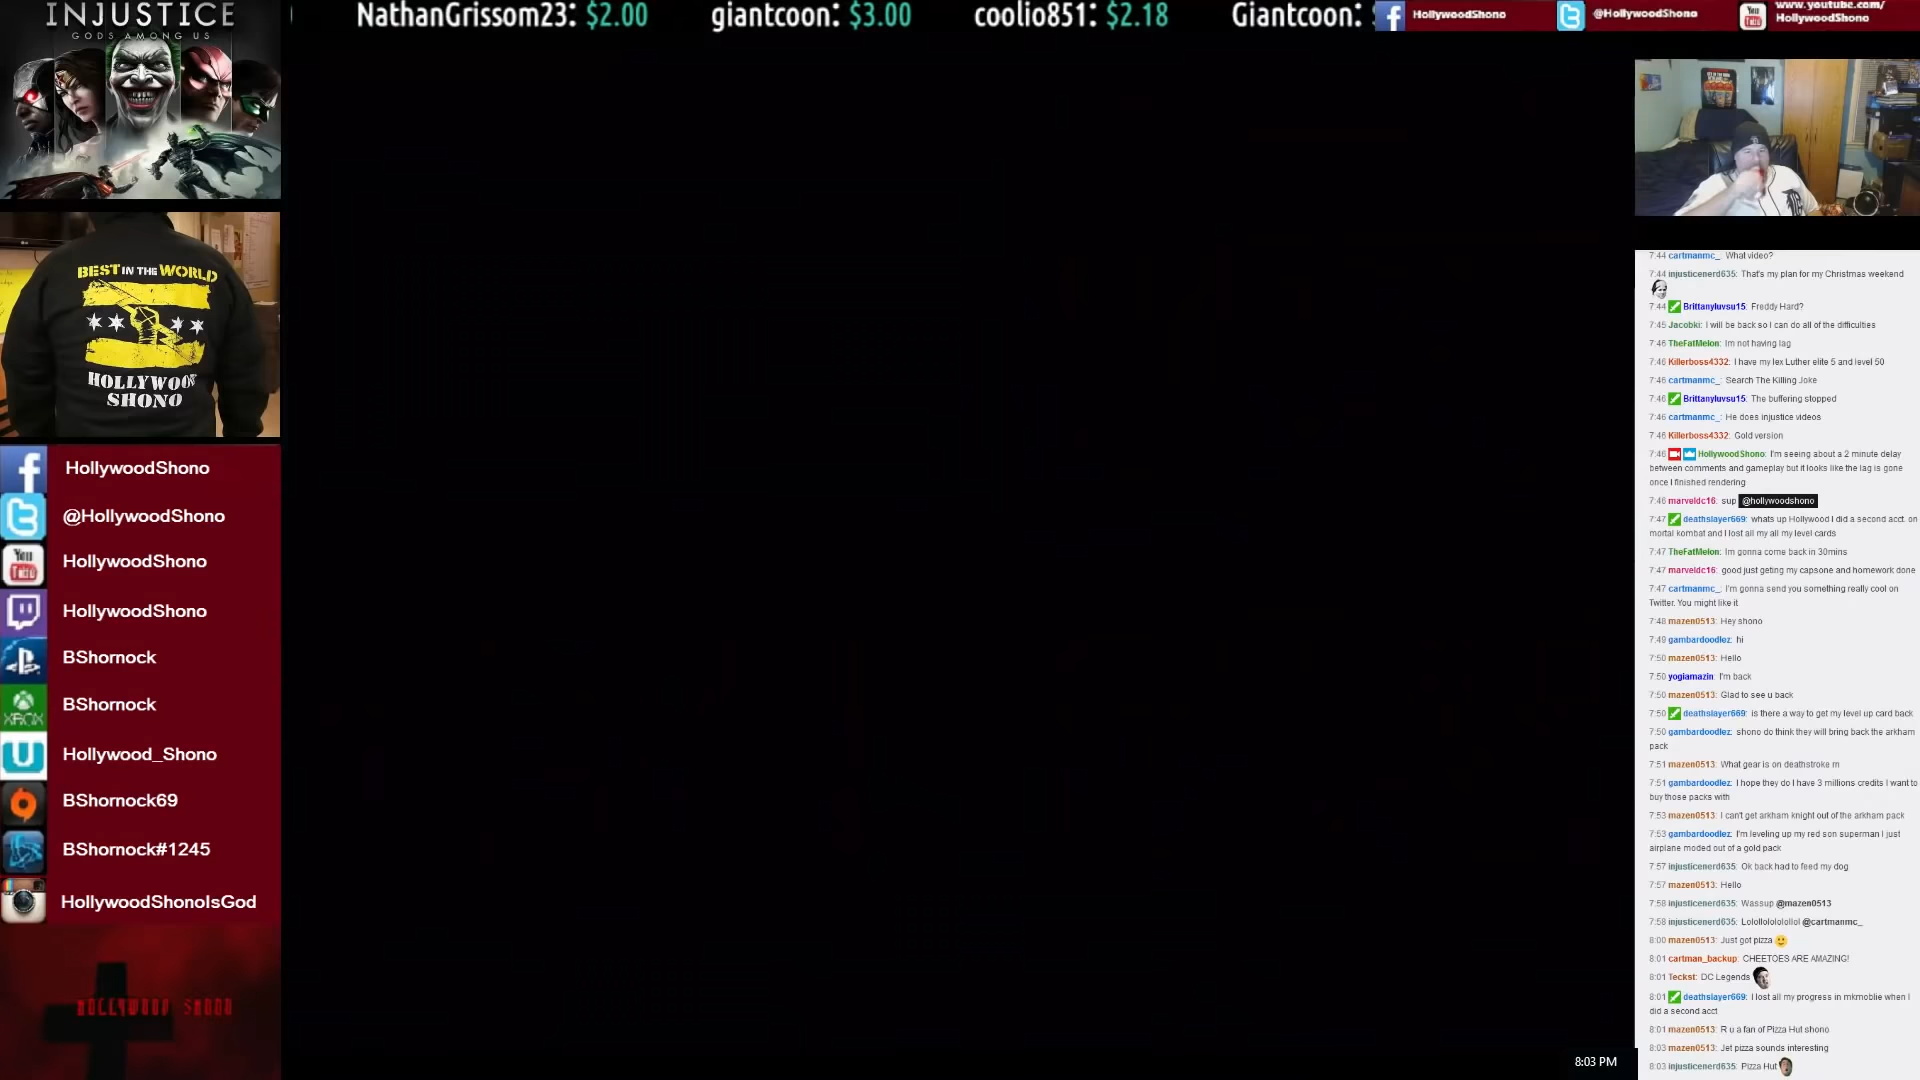 INJUSTICE
GODS AMONG US
NathanGrissom23: $2.00 giantcoon: $3.00 coolio851: $2.18 Giantcoon:
HollywoodShono
@HollywoodShono
www.youtube.com/
HollywoodShono
BEST IN THE WORLD
HOLLYWOOD
SHONO
HollywoodShono
@HollywoodShono
You
HollywoodShono
HollywoodShono
BShornock
XBOX
BShornock
Hollywood_Shono
BShornock69
BShornock#1245
HollywoodShonoIsGod
HOLLYWOOD SHONO
7:44 cartmanmc_: What video?
7:44 injusticenerd635: That's my plan for my Christmas weekend
7:44 Brittanyluvsu15: Freddy Hard?
7:45 Jacobki: I will be back so I can do all of the difficulties
7:46 TheFatMelon: Im not having lag
7:46 Killerboss4332: I have my lex Luther elite 5 and level 50
7:46 cartmanmc_: Search The Killing Joke
7:46 Brittanyluvsu15: The buffering stopped
7:46 cartmanmc_: He does injustice videos
7:46 Killerboss4332: Gold version
7:46 HollywoodShono: I'm seeing about a 2 minute delay
between comments and gameplay but it looks like the lag is gone
once I finished rendering
7:46 marveldc16: sup @hollywoodshono
7:47 deathslayer669: whats up Hollywood I did a second acct. on
mortal kombat and I lost all my all my level cards
7:47 TheFatMelon: Im gonna come back in 30mins
7:47 marveldc16: good just geting my capsone and homework done
7:47 cartmanmc_: I'm gonna send you something really cool on
Twitter. You might like it
7:48 mazen0513: Hey shono
7:49 gambardoodlez: hi
7:50 mazen0513: Hello
7:50 yogiamazin: I'm back
7:50 mazen0513: Glad to see u back
7:50 deathslayer669: is there a way to get my level up card back
7:50 gambardoodlez: shono do think they will bring back the arkham
pack
7:51 mazen0513: What gear is on deathstroke rn
7:51 gambardoodlez: I hope they do I have 3 millions credits I want to
buy those packs with
7:53 mazen0513: I can't get arkham knight out of the arkham pack
7:53 gambardoodlez: I'm leveling up my red son superman I just
airplane moded out of a gold pack
7:57 injusticenerd635: Ok back had to feed my dog
7:57 mazen0513: Hello
7:58 injusticenerd635: Wassup @mazen0513
7:58 injusticenerd635: Lolollolololollol @cartmanmc_
8:00 mazen0513: Just got pizza
8:01 cartman_backup: CHEETOES ARE AMAZING!
8:01 Teckst: DC Legends
8:01 deathslayer669: I lost all my progress in mkmoblie when I
did a second acct
8:01 mazen0513: R u a fan of Pizza Hut shono
8:03 mazen0513: Jet pizza sounds interesting
8:03 injusticenerd635: Pizza Hut
8:03 PM